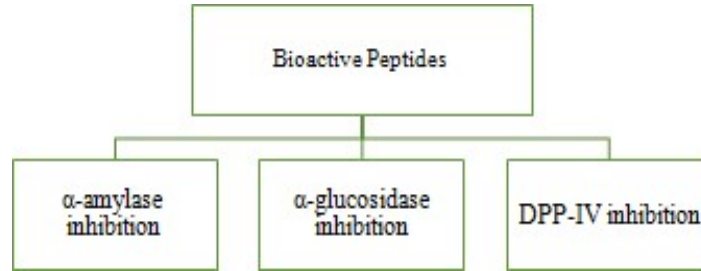 Bioactive Peptides
α-amylase
inhibition
α-glucosidase
inhibition
DPP-IV inhibition